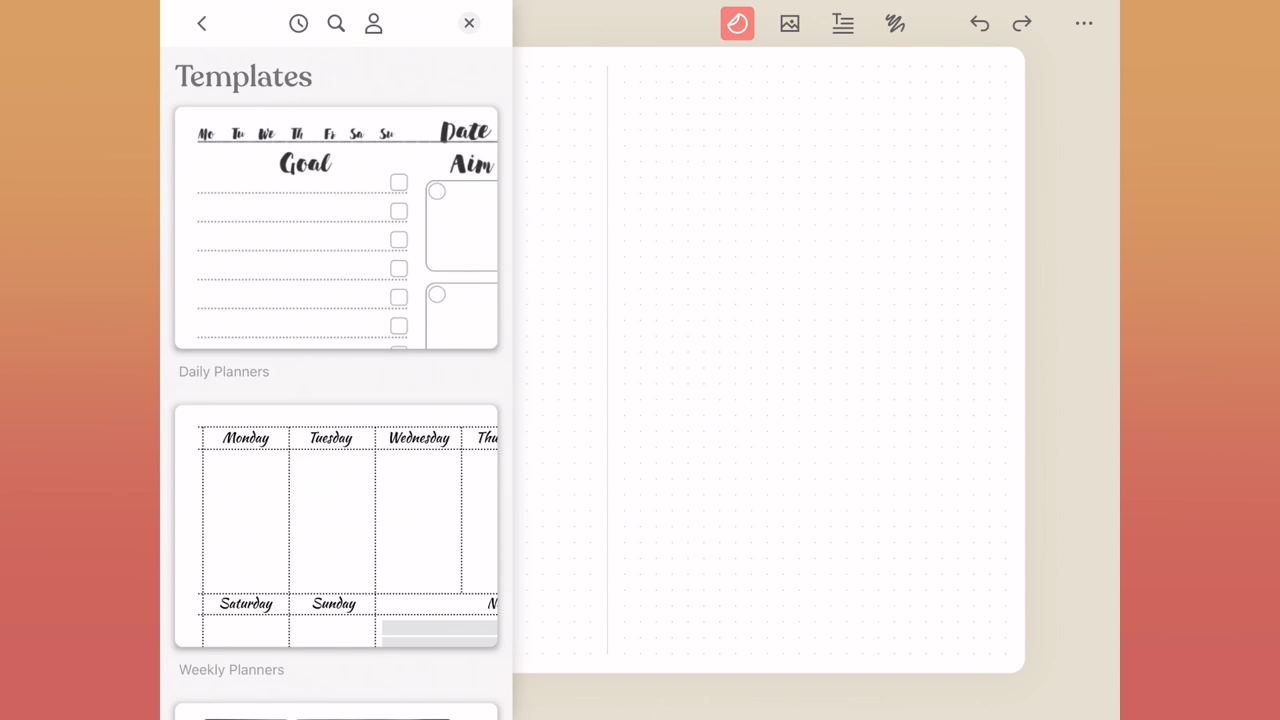 Templates
Mo Tu We Th Fr Sa Su Date
Goal Aim
Daily Planners
Monday Tuesday Wednesday Thu
Saturday Sunday N
Weekly Planners